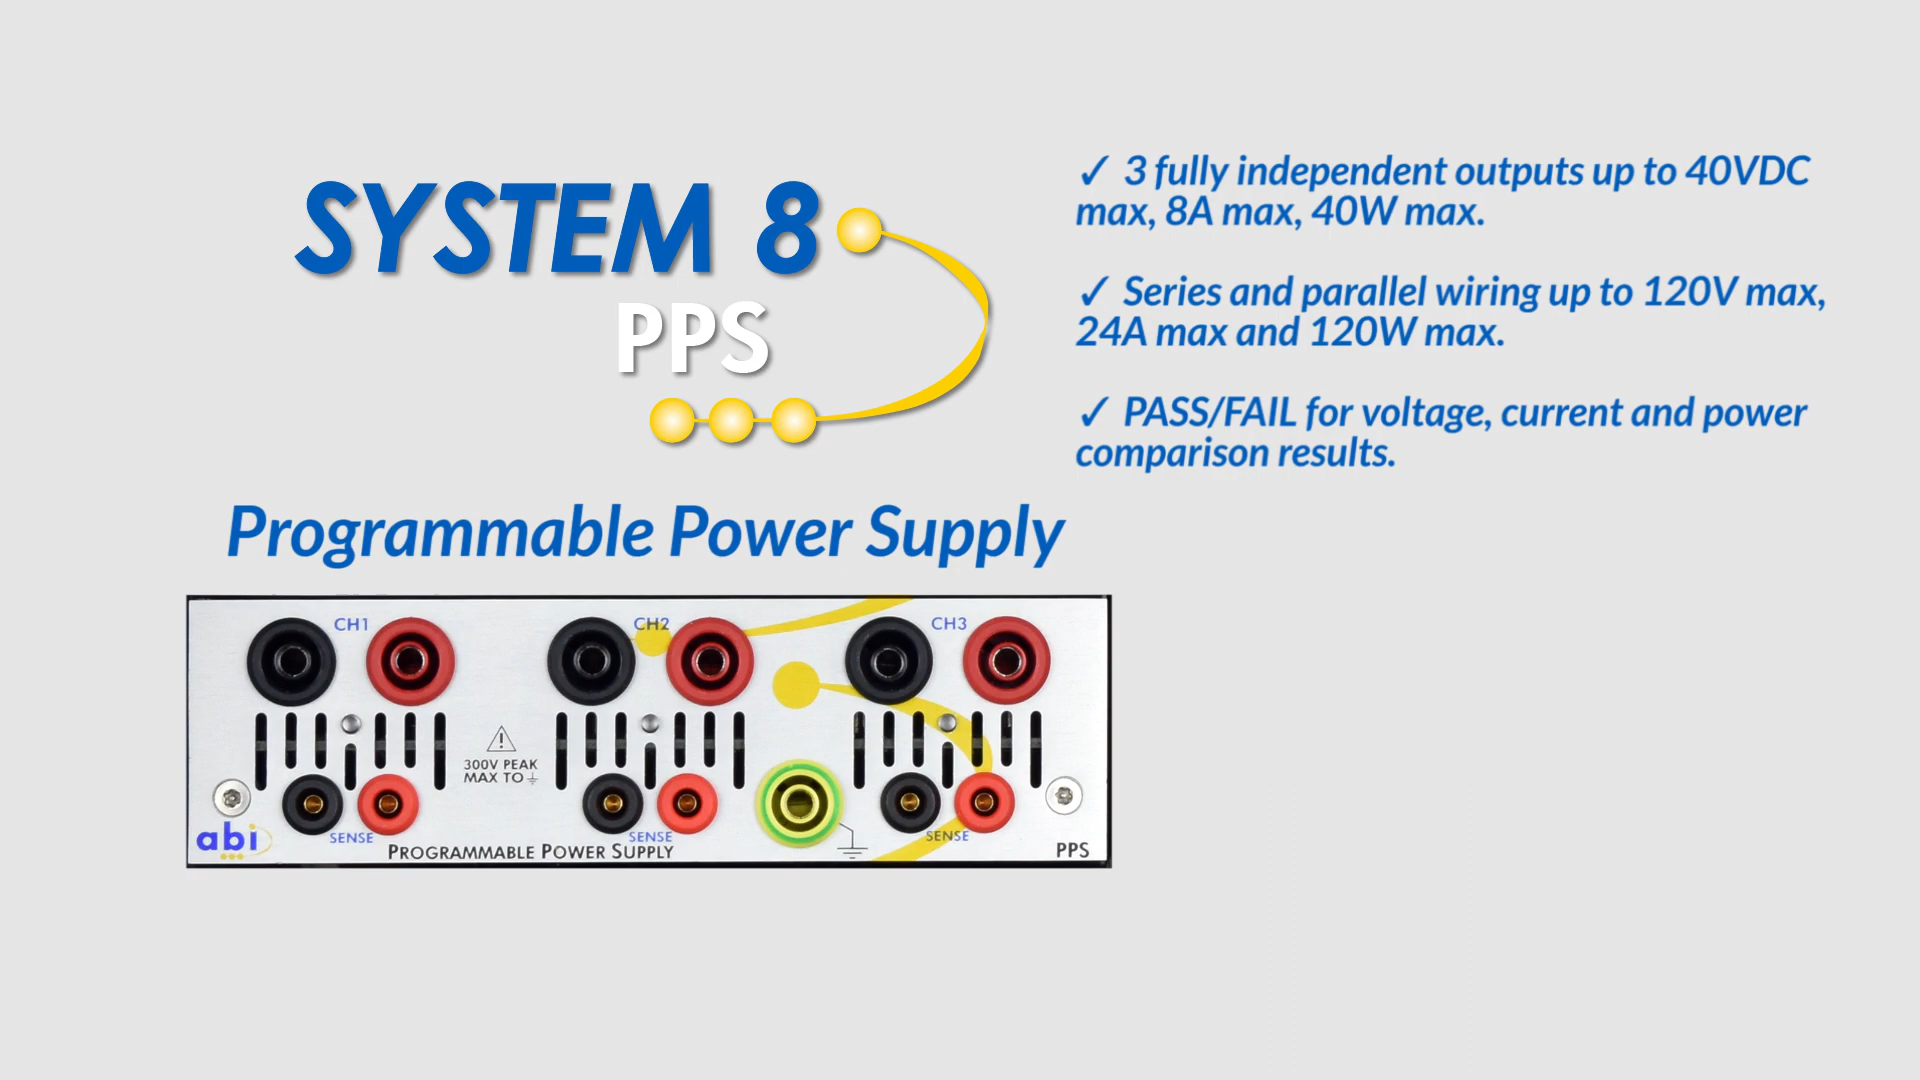 SYSTEM 8
PPS
✓ 3 fully independent outputs up to 40VDC
max, 8A max, 40W max.
✓ Series and parallel wiring up to 120V max,
24A max and 120W max.
✓ PASS/FAIL for voltage, current and power
comparison results.
Programmable Power Supply
CH1
CH2
CH3
300V PEAK
MAX TO
SENSE
SENSE
SENSE
abi
PROGRAMMABLE POWER SUPPLY
PPS